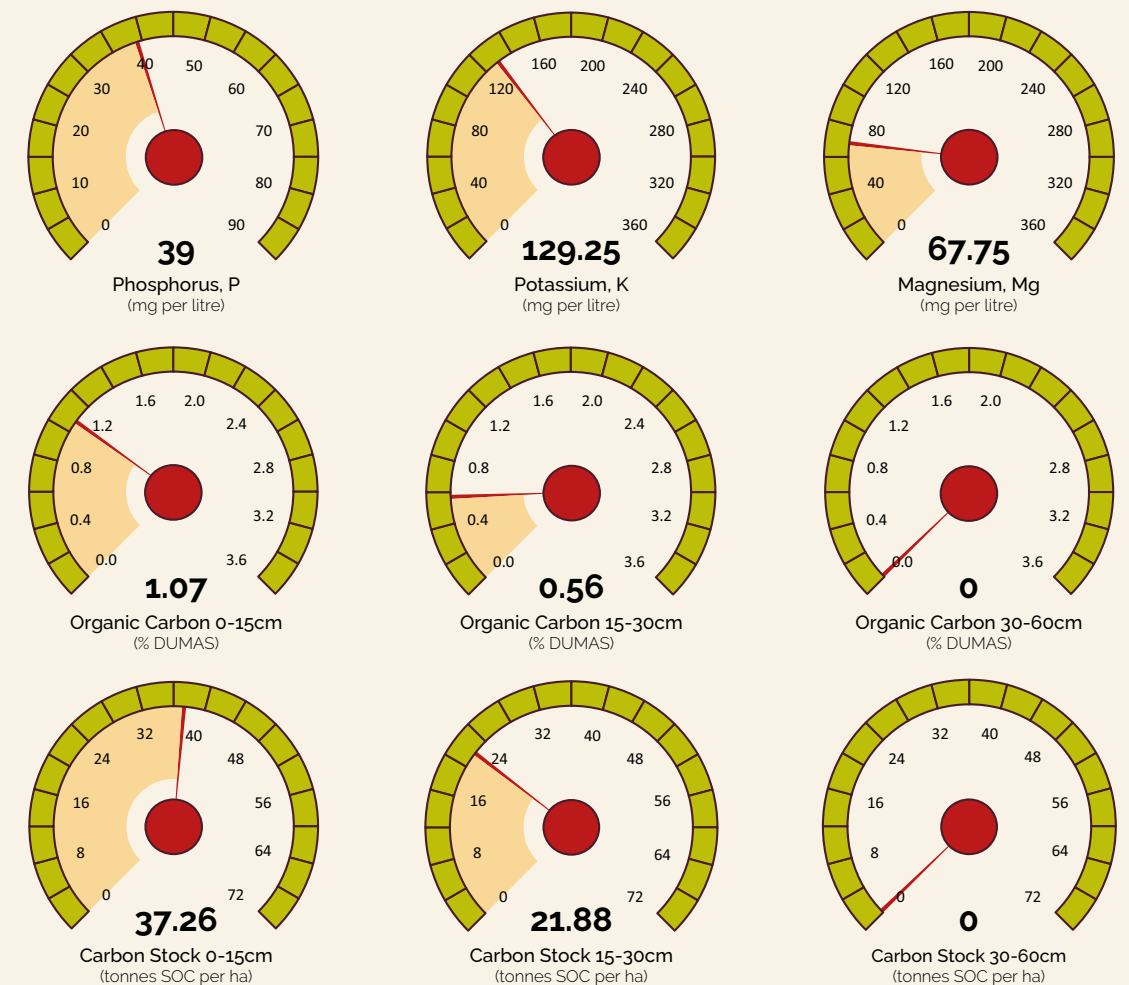 0 10 20 30 40 50 60 70 80 90
39
Phosphorus, P
(mg per litre)
0 40 80 120 160 200 240 280 320 360
129.25
Potassium, K
(mg per litre)
0 40 80 120 160 200 240 280 320 360
67.75
Magnesium, Mg
(mg per litre)
0.0 0.4 0.8 1.2 1.6 2.0 2.4 2.8 3.2 3.6
1.07
Organic Carbon 0-15cm
(% DUMAS)
0.0 0.4 0.8 1.2 1.6 2.0 2.4 2.8 3.2 3.6
0.56
Organic Carbon 15-30cm
(% DUMAS)
0.0 0.4 0.8 1.2 1.6 2.0 2.8 3.2 3.6
0
Organic Carbon 30-60cm
(% DUMAS)
0 8 16 24 32 40 48 56 64 72
37.26
Carbon Stock 0-15cm
(tonnes SOC per ha)
0 8 16 24 32 40 48 56 64 72
21.88
Carbon Stock 15-30cm
(tonnes SOC per ha)
0 8 16 24 32 40 48 56 64 72
0
Carbon Stock 30-60cm
(tonnes SOC per ha)